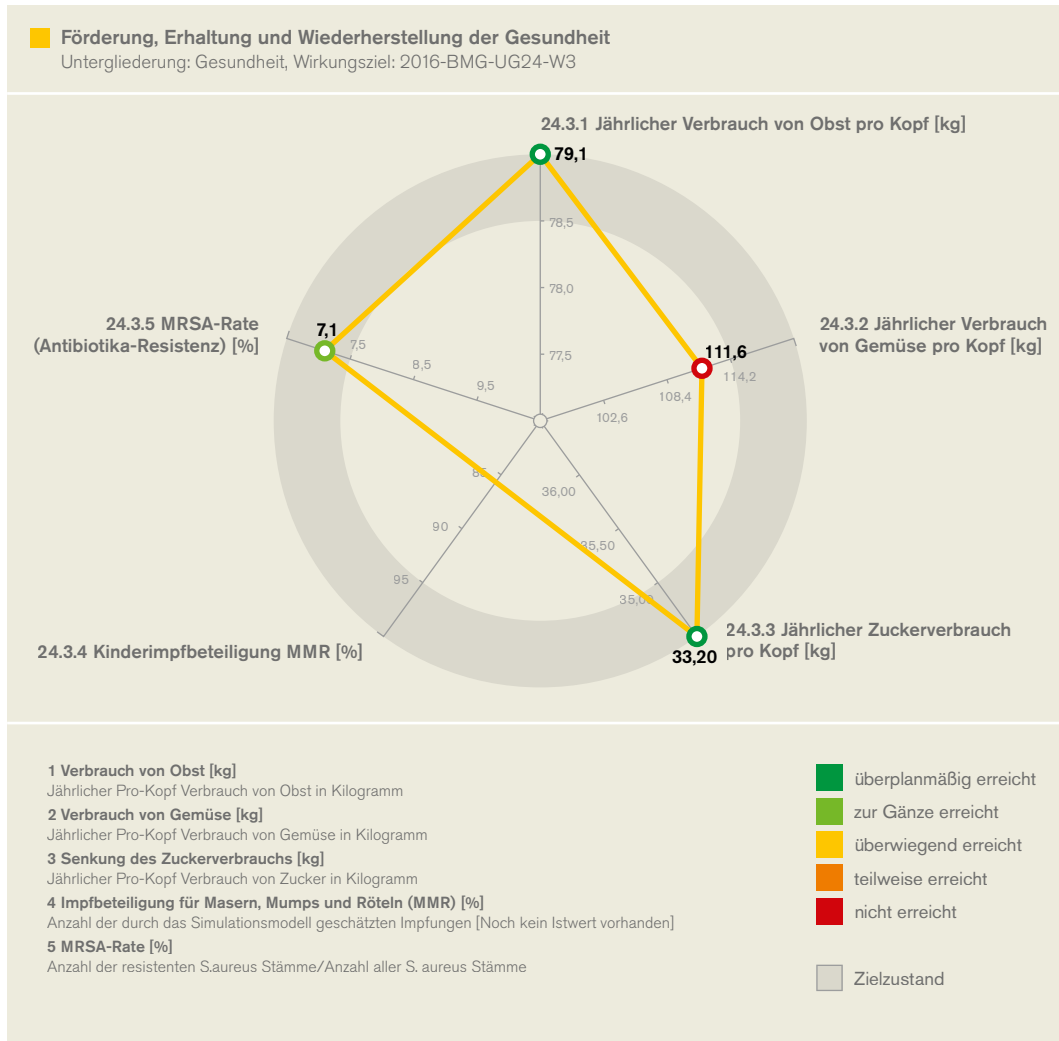 Förderung, Erhaltung und Wiederherstellung der Gesundheit
Untergliederung: Gesundheit, Wirkungsziel: 2016-BMG-UG24-W3
24.3.1 Jährlicher Verbrauch von Obst pro Kopf [kg]
79,1
78,5
78,0
77,5
24.3.2 Jährlicher Verbrauch
von Gemüse pro Kopf [kg]
111,6
114,2
108,4
102,6
24.3.3 Jährlicher Zuckerverbrauch
pro Kopf [kg]
33,20
36,00
35,50
35,00
24.3.4 Kinderimpfbeteiligung MMR [%]
85
90
95
24.3.5 MRSA-Rate
(Antibiotika-Resistenz) [%]
7,1
7,5
8,5
9,5
1 Verbrauch von Obst [kg]
Jährlicher Pro-Kopf Verbrauch von Obst in Kilogramm
2 Verbrauch von Gemüse [kg]
Jährlicher Pro-Kopf Verbrauch von Gemüse in Kilogramm
3 Senkung des Zuckerverbrauchs [kg]
Jährlicher Pro-Kopf Verbrauch von Zucker in Kilogramm
4 Impfbeteiligung für Masern, Mumps und Röteln (MMR) [%]
Anzahl der durch das Simulationsmodell geschätzten Impfungen [Noch kein Istwert vorhanden]
5 MRSA-Rate [%]
Anzahl der resistenten S.aureus Stämme/Anzahl aller S. aureus Stämme
überplanmäßig erreicht
zur Gänze erreicht
überwiegend erreicht
teilweise erreicht
nicht erreicht
Zielzustand